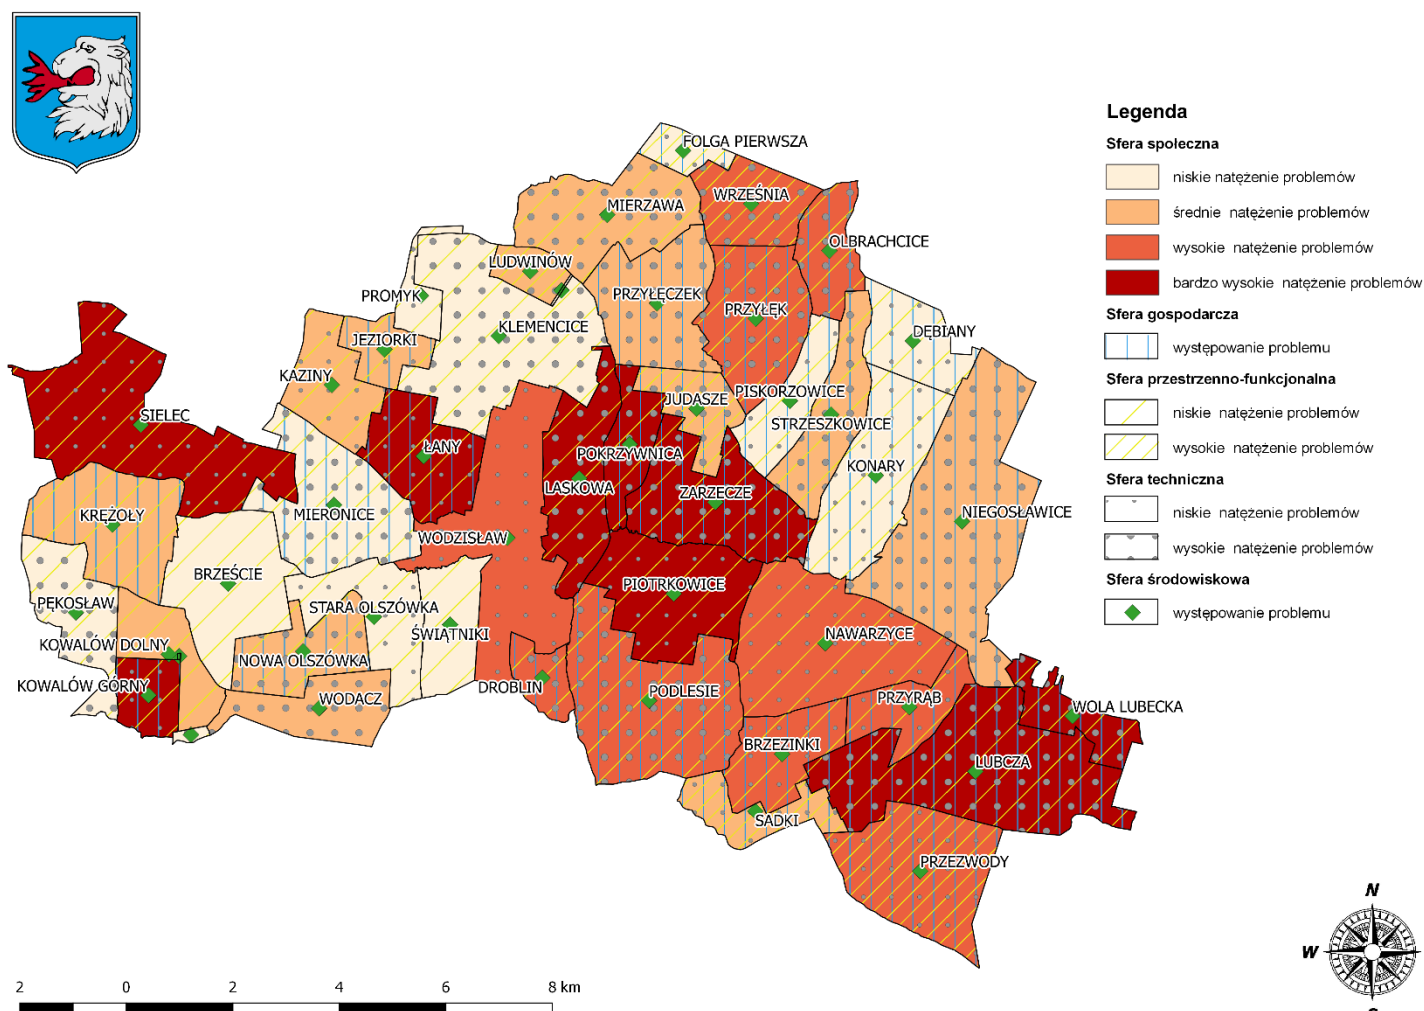 Legenda
Sfera społeczna
niskie natężenie problemów
średnie natężenie problemów
wysokie natężenie problemów
bardzo wysokie natężenie problemów
Sfera gospodarcza
występowanie problemu
Sfera przestrzenno-funkcjonalna
niskie natężenie problemów
wysokie natężenie problemów
Sfera techniczna
niskie natężenie problemów
wysokie natężenie problemów
Sfera środowiskowa
występowanie problemu
FOLGA PIERWSZA
WRZEŚNIA
MIERZAWA
OLBRACHCICE
LUDWINÓW
PROMYK
PRZYŁĘCZEK
PRZYŁĘK
KLEMENCICE
DĘBIANY
JEZIORKI
KAZINY
PISKORZOWICE
JUDASZE
SIELEC
STRZESZKOWICE
ŁANY
POKRZYWNICA
KONARY
LASKOWA
ZARZECZE
KRĘŻOŁY
MIERONICE
NIEGOSŁAWICE
WODZISŁAW
BRZEŚCIE
PIOTRKOWICE
PĘKOSŁAW
STARA OLSZÓWKA
ŚWIĄTNIKI
NAWARZYCE
KOWALÓW DOLNY
NOWA OLSZÓWKA
KOWALÓW GÓRNY
DROBLIN
PODLESIE
WODACZ
PRZYRĄB
WOLA LUBECKA
BRZEZINKI
LUBCZA
SADKI
PRZEZWODY
N
W
2 0 2 4 6 8 km